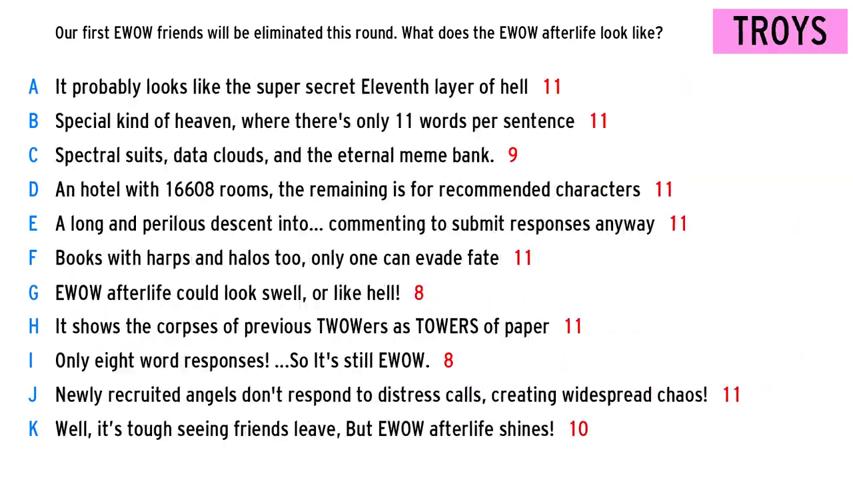 Our first EWOW friends will be eliminated this round. What does the EWOW afterlife look like?
TROYS
A It probably looks like the super secret Eleventh layer of hell 11
B Special kind of heaven, where there's only 11 words per sentence 11
C Spectral suits, data clouds, and the eternal meme bank. 9
D An hotel with 16608 rooms, the remaining is for recommended characters 11
E A long and perilous descent into... commenting to submit responses anyway 11
F Books with harps and halos too, only one can evade fate 11
G EWOW afterlife could look swell, or like hell! 8
H It shows the corpses of previous TWOWers as TOWERS of paper 11
I Only eight word responses! ...So It's still EWOW. 8
J Newly recruited angels don't respond to distress calls, creating widespread chaos! 11
K Well, it’s tough seeing friends leave, But EWOW afterlife shines! 10